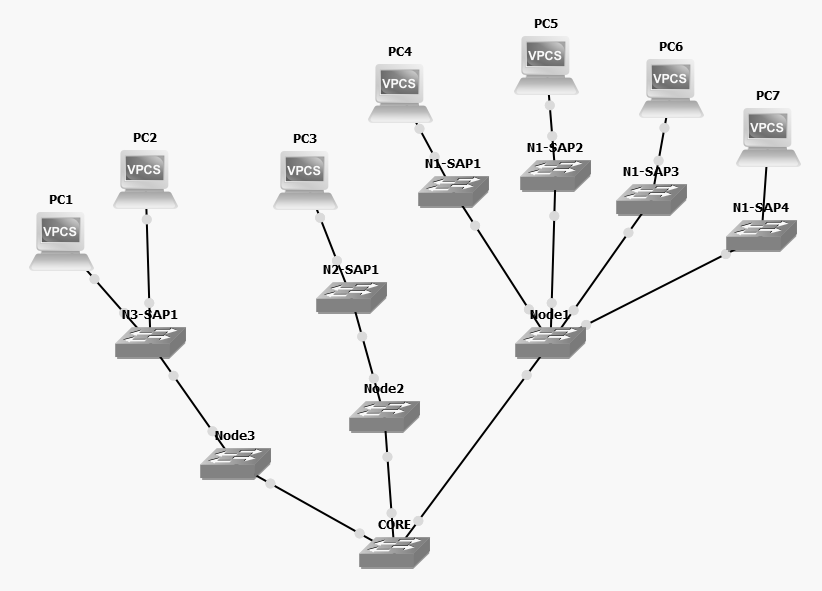 PC5
PC6
PC4
VPCS
VPCS
VPCS
PC7
VPCS
PC2
PC3
N1-SAP2
N1-SAP1
N1-SAP3
VPCS
VPCS
PC1
N1-SAP4
VPCS
N2-SAP1
N3-SAP1
Node1
Node2
Node3
CORE